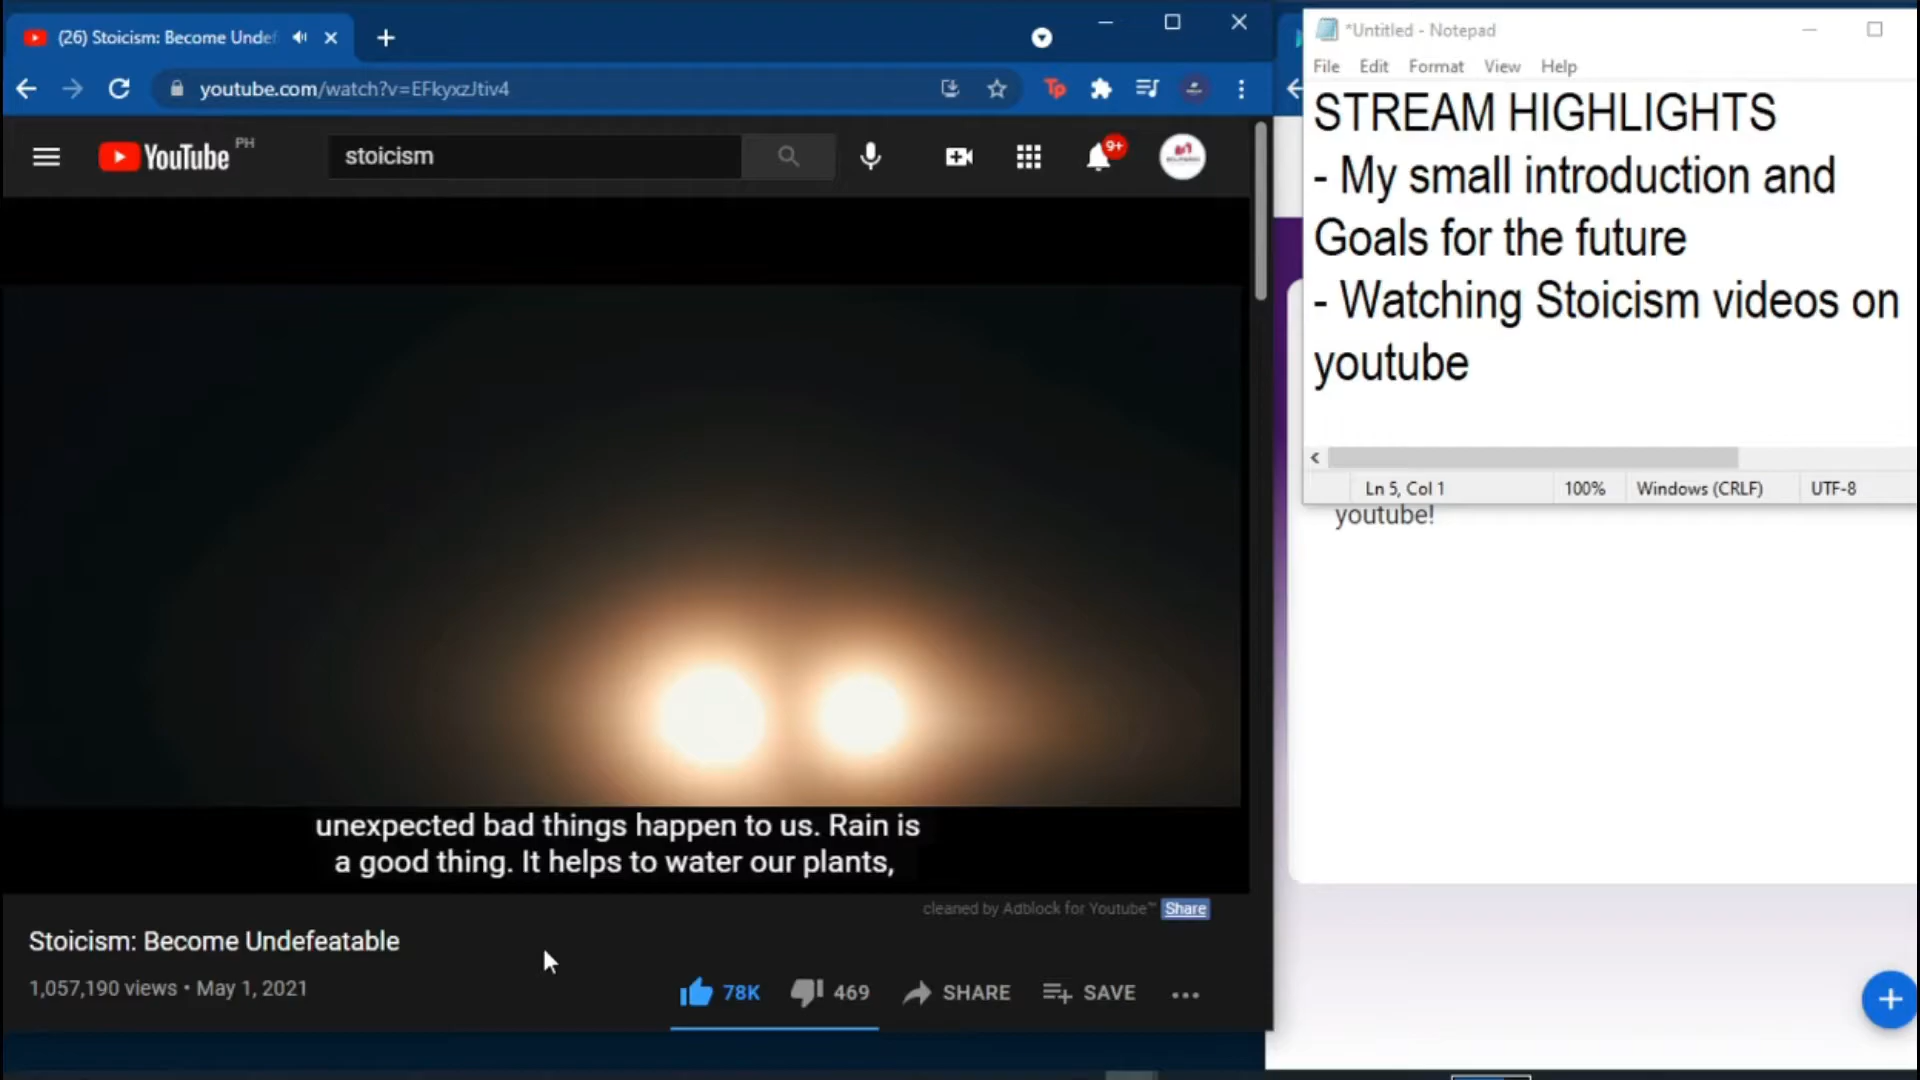 (26) Stoicism: Become Undef
youtube.com/watch?v=EFkyxzJtiv4
Tp
YouTube PH
stoicism
9+
unexpected bad things happen to us. Rain is
a good thing. It helps to water our plants,
cleaned by Adblock for Youtube™ Share
Stoicism: Become Undefeatable
1,057,190 views • May 1, 2021
78K 469 SHARE SAVE
*Untitled - Notepad
File Edit Format View Help
STREAM HIGHLIGHTS
- My small introduction and
Goals for the future
- Watching Stoicism videos on
youtube
Ln 5, Col 1 100% Windows (CRLF) UTF-8
youtube!